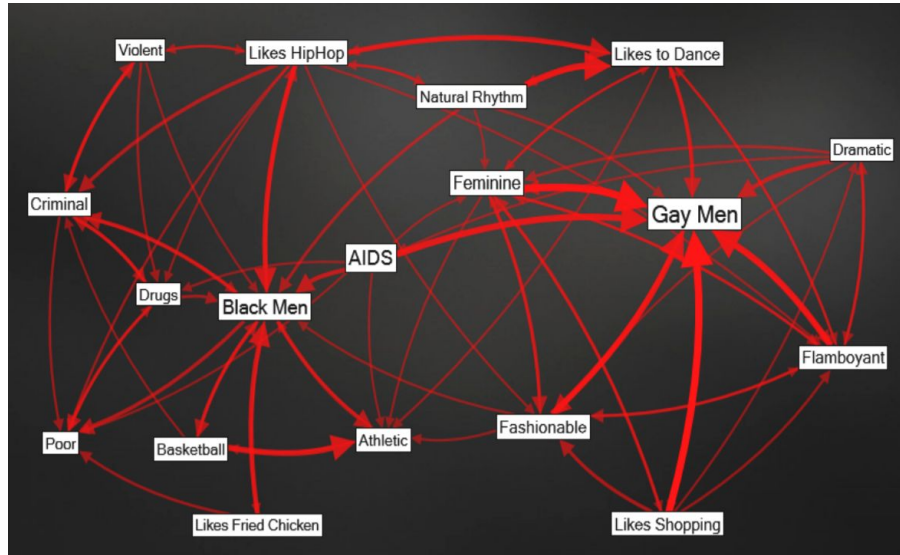 Violent
Likes HipHop
Likes to Dance
Natural Rhythm
Dramatic
Feminine
Criminal
Gay Men
AIDS
Drugs
Black Men
Flamboyant
Fashionable
Poor
Basketball
Athletic
Likes Fried Chicken
Likes Shopping